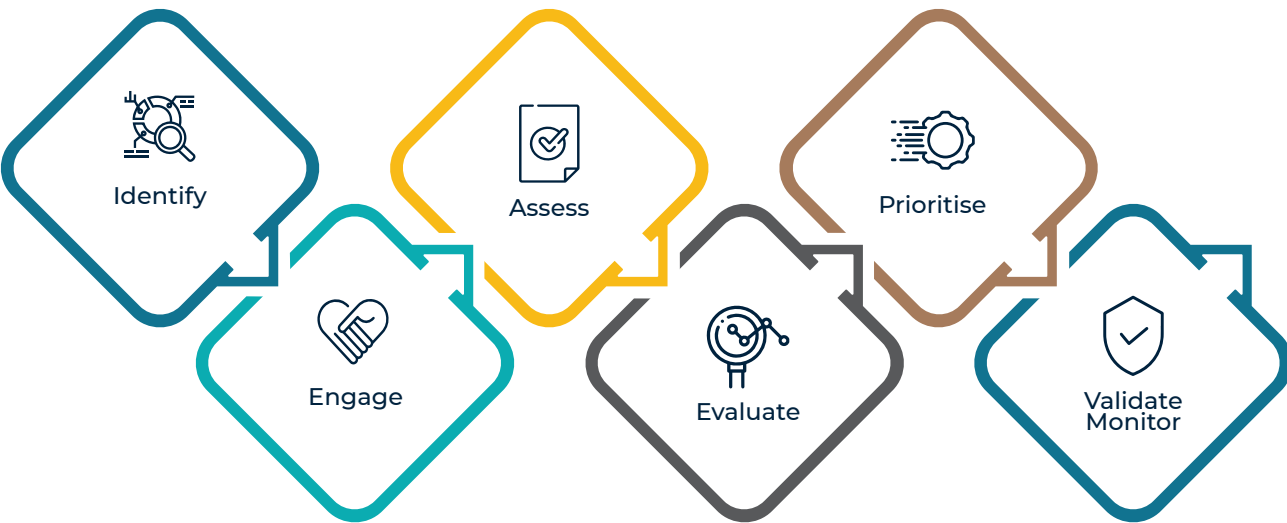 Identify
Engage
Assess
Evaluate
Prioritise
Validate
Monitor